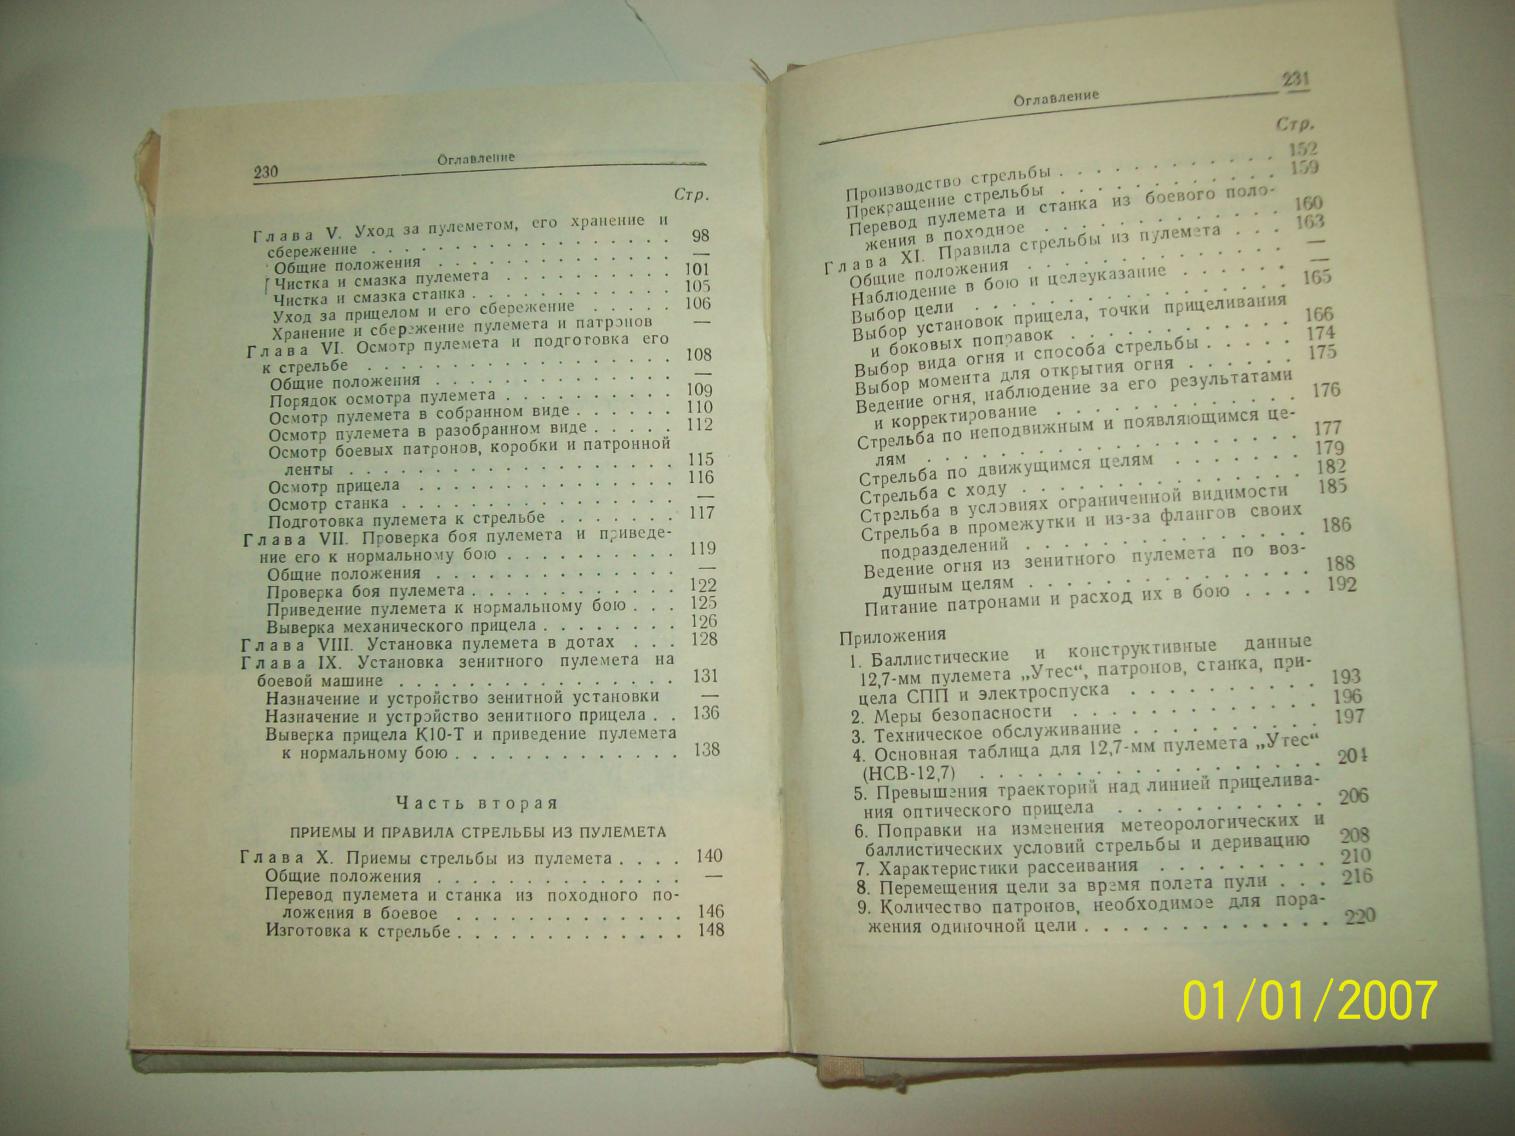 230
Оглавление
Стр.
Глава V. Уход за пулеметом, его хранение и
сбережение . . . . . . . . . . . . . . . . . 98
Общие положения . . . . . . . . . . . . . —
Чистка и смазка пулемета . . . . . . . . . 101
Чистка и смазка станка . . . . . . . . . . . 105
Уход за прицелом и его сбережение . . . . . 106
Хранение и сбережение пулемета и патронов —
Глава VI. Осмотр пулемета и подготовка его
к стрельбе . . . . . . . . . . . . . . . . 108
Общие положения . . . . . . . . . . . . . —
Порядок осмотра пулемета . . . . . . . . . 109
Осмотр пулемета в собранном виде . . . . . . 110
Осмотр пулемета в разобранном виде . . . . . 112
Осмотр боевых патронов, коробки и патронной
ленты . . . . . . . . . . . . . . . . . . 115
Осмотр прицела . . . . . . . . . . . . . . 116
Осмотр станка . . . . . . . . . . . . . . . —
Подготовка пулемета к стрельбе . . . . . . . 117
Глава VII. Проверка боя пулемета и приведе-
ние его к нормальному бою . . . . . . . . . 119
Общие положения . . . . . . . . . . . . . —
Проверка боя пулемета . . . . . . . . . . . 122
Приведение пулемета к нормальному бою . . . 125
Выверка механического прицела . . . . . . . . 126
Глава VIII. Установка пулемета в дотах . . . 128
Глава IX. Установка зенитного пулемета на
боевой машине . . . . . . . . . . . . . . 131
Назначение и устройство зенитной установки —
Назначение и устройство зенитного прицела . . 136
Выверка прицела К10-Т и приведение пулемета
к нормальному бою . . . . . . . . . . . . 138
Часть вторая
ПРИЕМЫ И ПРАВИЛА СТРЕЛЬБЫ ИЗ ПУЛЕМЕТА
Глава X. Приемы стрельбы из пулемета . . . . 140
Общие положения . . . . . . . . . . . . . —
Перевод пулемета и станка из походного по-
ложения в боевое . . . . . . . . . . . . 146
Изготовка к стрельбе . . . . . . . . . . . . 148
Оглавление
231
Стр.
Производство стрельбы . . . . . . . . . . . 152
Прекращение стрельбы . . . . . . . . . . . 159
Перевод пулемета и станка из боевого поло-
жения в походное . . . . . . . . . . . . 160
Глава XI. Правила стрельбы из пулемета . . . 163
Общие положения . . . . . . . . . . . . . —
Наблюдение в бою и целеуказание . . . . . . —
Выбор цели . . . . . . . . . . . . . . . . 165
Выбор установок прицела, точки прицеливания
и боковых поправок . . . . . . . . . . . 166
Выбор вида огня и способа стрельбы . . . . . 174
Выбор момента для открытия огня . . . . . . 175
Ведение огня, наблюдение за его результатами
и корректирование . . . . . . . . . . . . 176
Стрельба по неподвижным и появляющимся це-
лям . . . . . . . . . . . . . . . . . . . 177
Стрельба по движущимся целям . . . . . . . 179
Стрельба с ходу . . . . . . . . . . . . . . 182
Стрельба в условиях ограниченной видимости 185
Стрельба в промежутки и из-за флангов своих
подразделений . . . . . . . . . . . . . . 186
Ведение огня из зенитного пулемета по воз-
душным целям . . . . . . . . . . . . . . 188
Питание патронами и расход их в бою . . . . 192
Приложения
1. Баллистические и конструктивные данные
12,7-мм пулемета „Утес“, патронов, станка, при-
цела СПП и электроспуска . . . . . . . . . . 193
2. Меры безопасности . . . . . . . . . . . . 196
3. Техническое обслуживание . . . . . . . . . 197
4. Основная таблица для 12,7-мм пулемета „Утес“
(НСВ-12,7) . . . . . . . . . . . . . . . . . 201
5. Превышения траекторий над линией прицелива-
ния оптического прицела . . . . . . . . . . . 206
6. Поправки на изменения метеорологических и
баллистических условий стрельбы и деривацию 208
7. Характеристики рассеивания . . . . . . . . . 210
8. Перемещения цели за время полета пули . . . 216
9. Количество патронов, необходимое для пора-
жения одиночной цели . . . . . . . . . . . . . 220
01/01/2007